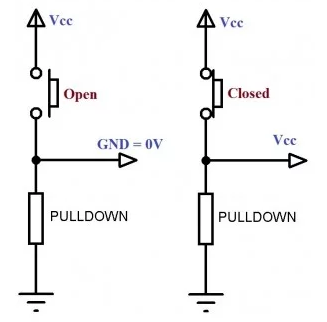 Vcc
Open
GND = 0V
PULLDOWN
Vcc
Closed
Vcc
PULLDOWN